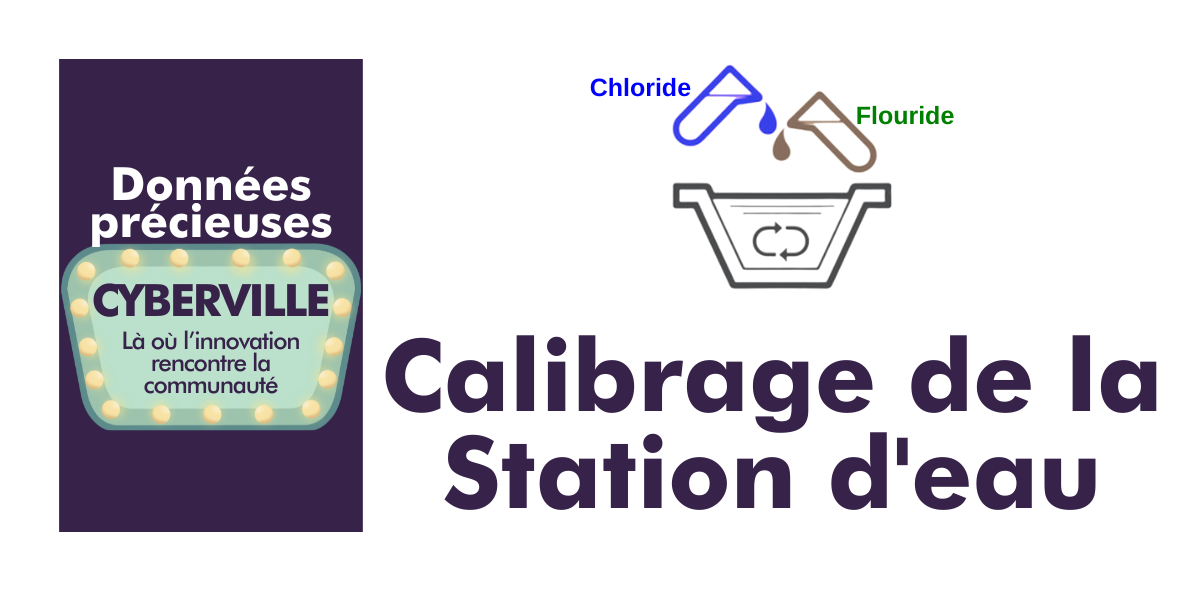 Données
précieuses
CYBERVILLE
Là où l'innovation
rencontre la
communauté
Chloride
Flouride
Calibrage de la
Station d'eau